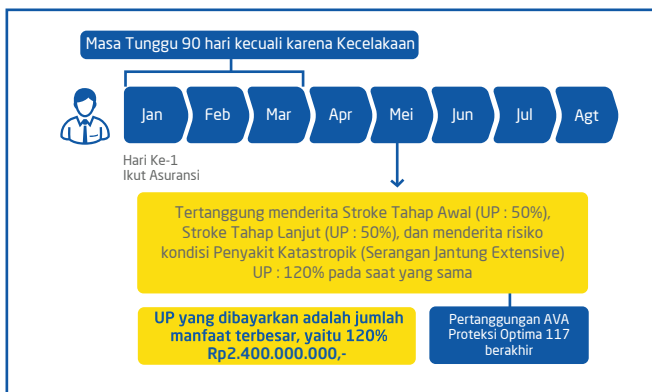 Masa Tunggu 90 hari kecuali karena Kecelakaan
Jan Feb Mar Apr Mei Jun Jul Agt
Hari Ke-1
Ikut Asuransi
Tertanggung menderita Stroke Tahap Awal (UP : 50%),
Stroke Tahap Lanjut (UP : 50%), dan menderita risiko
kondisi Penyakit Katastropik (Serangan Jantung Extensive)
UP : 120% pada saat yang sama
UP yang dibayarkan adalah jumlah
manfaat terbesar, yaitu 120%
Rp2.400.000.000,-
Pertanggungan AVA
Proteksi Optima 117
berakhir